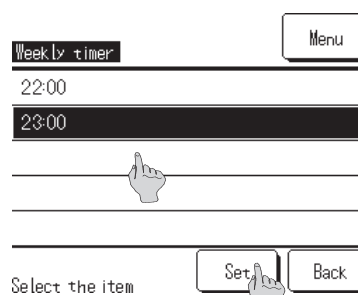 Menu
Weekly timer
22:00
23:00
Set
Back
Select the item